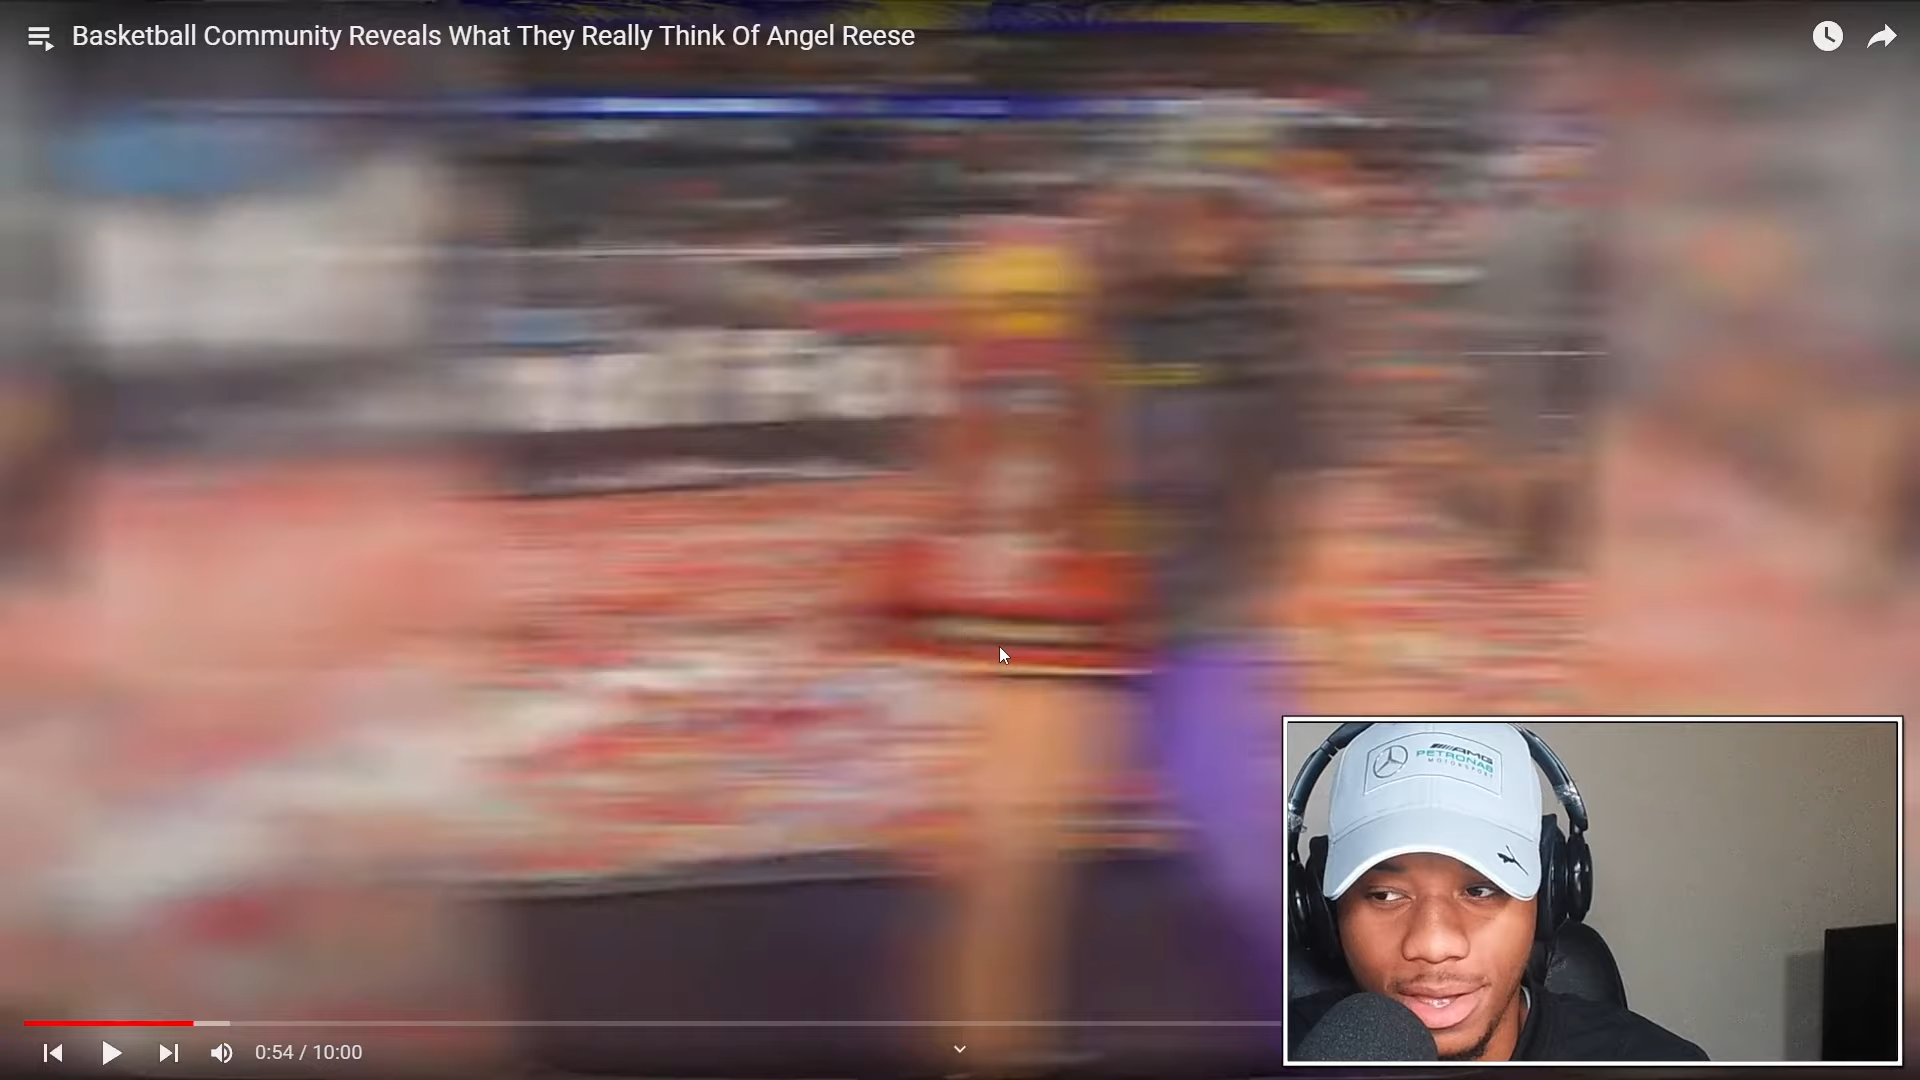 Basketball Community Reveals What They Really Think Of Angel Reese
AMG
PETRONAS
MOTORSPORT
0:54 / 10:00